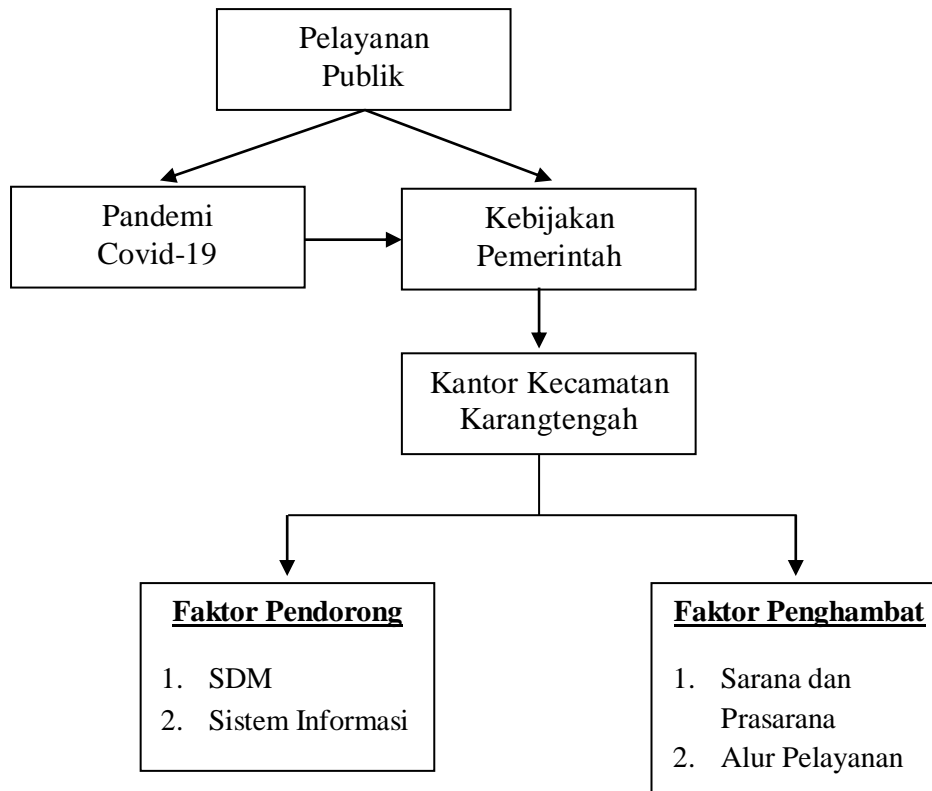 Pelayanan
Publik
Pandemi
Covid-19
Kebijakan
Pemerintah
Kantor Kecamatan
Karangtengah
Faktor Pendorong
1. SDM
2. Sistem Informasi
Faktor Penghambat
1. Sarana dan
Prasarana
2. Alur Pelayanan